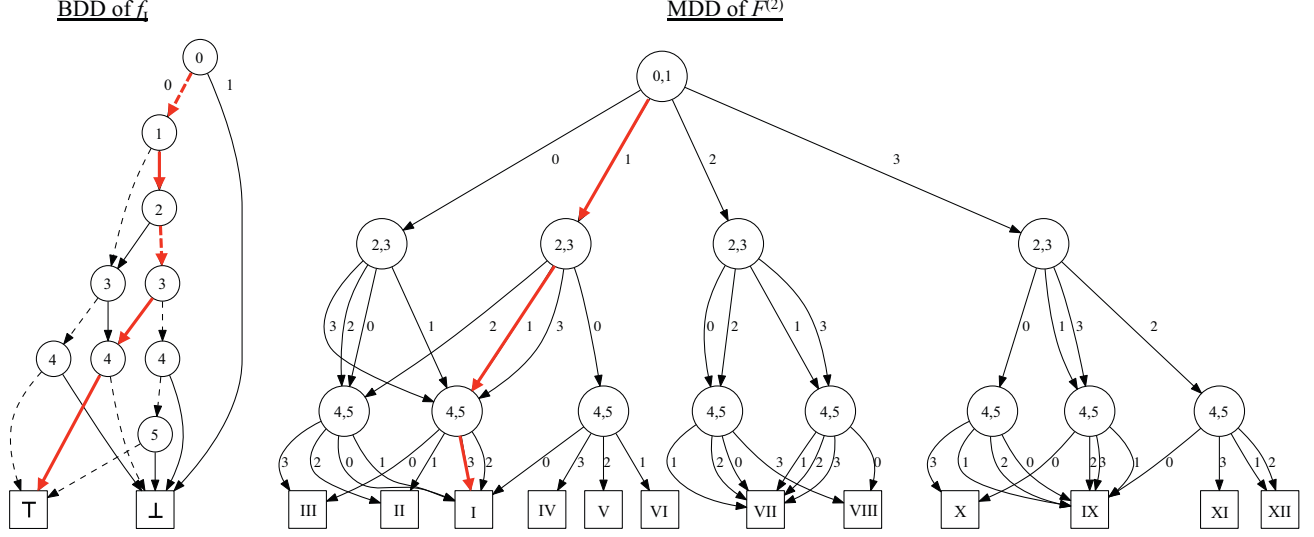 BDD of f₁
MDD of F⁽²⁾
0
0,1
0 1
1
0 1 2 3
2
2,3 2,3 2,3 2,3
3 3
3 2 0 1 2 1 3 0 0 2 1 3 0 1 3 2
4 4 4
4,5 4,5 4,5 4,5 4,5 4,5 4,5 4,5
5
3 2 0 1 0 1 3 2 0 3 2 1 1 2 0 3 1 2 3 0 3 1 2 0 0 2 3 1 0 3 1 2
⊤ ⊥ III II I IV V VI VII VIII X IX XI XII